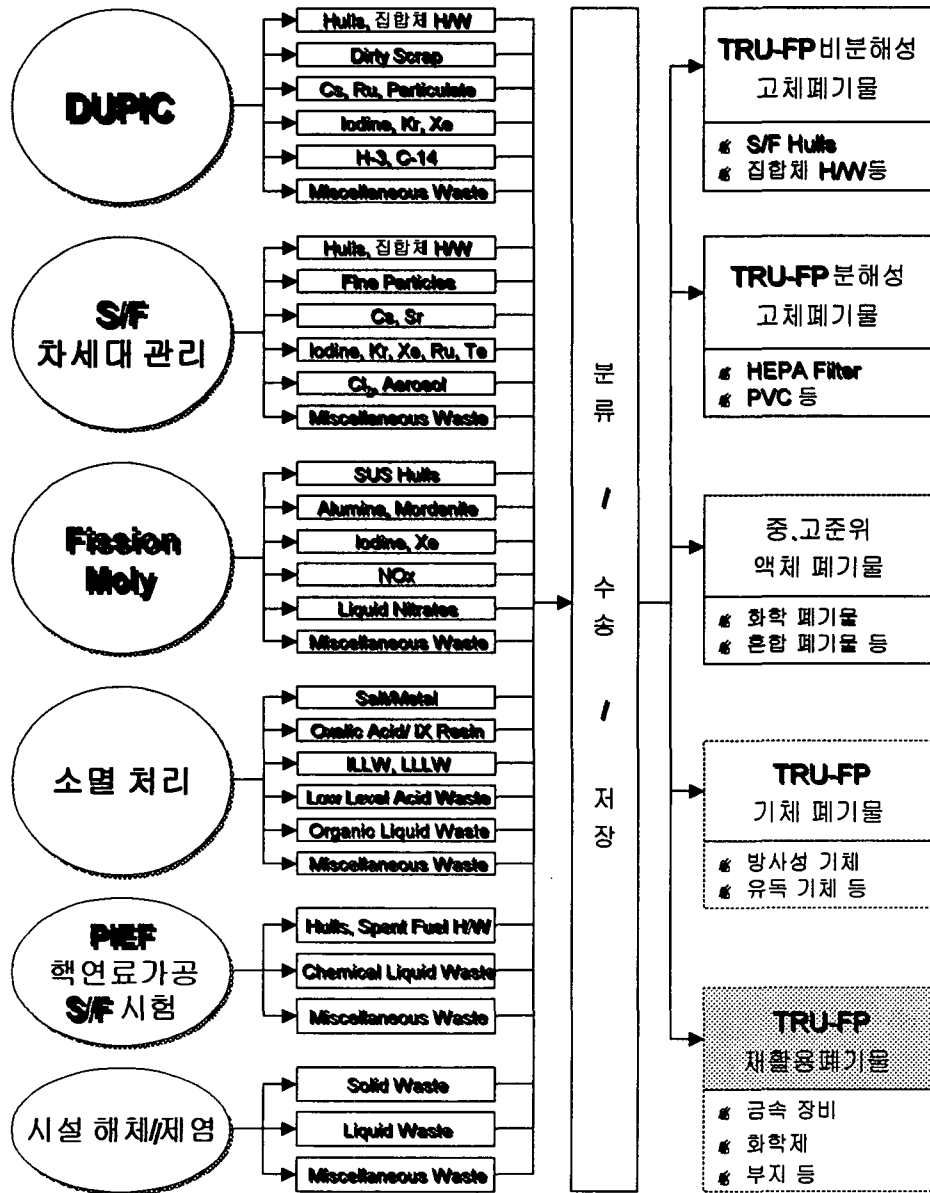 DUPIC
Hulls, 집합체 H/W
Dirty Scrap
Cs, Ru, Particulate
Iodine, Kr, Xe
H-3, C-14
Miscellaneous Waste
S/F
차세대 관리
Hulls, 집합체 H/W
Fine Particles
Cs, Sr
Iodine, Kr, Xe, Ru, Te
Cl₂, Aerosol
Miscellaneous Waste
Fission
Moly
SUS Hulls
Alumine, Mordenite
Iodine, Xe
NOx
Liquid Nitrates
Miscellaneous Waste
소멸 처리
Salt/Metal
Oxalic Acid/ IX Resin
ILLW, LLLW
Low Level Acid Waste
Organic Liquid Waste
Miscellaneous Waste
PIEF
핵연료가공
S/F 시험
Hulls, Spent Fuel H/W
Chemical Liquid Waste
Miscellaneous Waste
시설 해체/제염
Solid Waste
Liquid Waste
Miscellaneous Waste
분류 / 수송 / 저장
TRU-FP 비분해성
고체폐기물
S/F Hulls
집합체 H/W등
TRU-FP 분해성
고체폐기물
HEPA Filter
PVC 등
중,고준위
액체 폐기물
화학 폐기물
혼합 폐기물 등
TRU-FP
기체 폐기물
방사성 기체
유독 기체 등
TRU-FP
재활용폐기물
금속 장비
화학제
부지 등